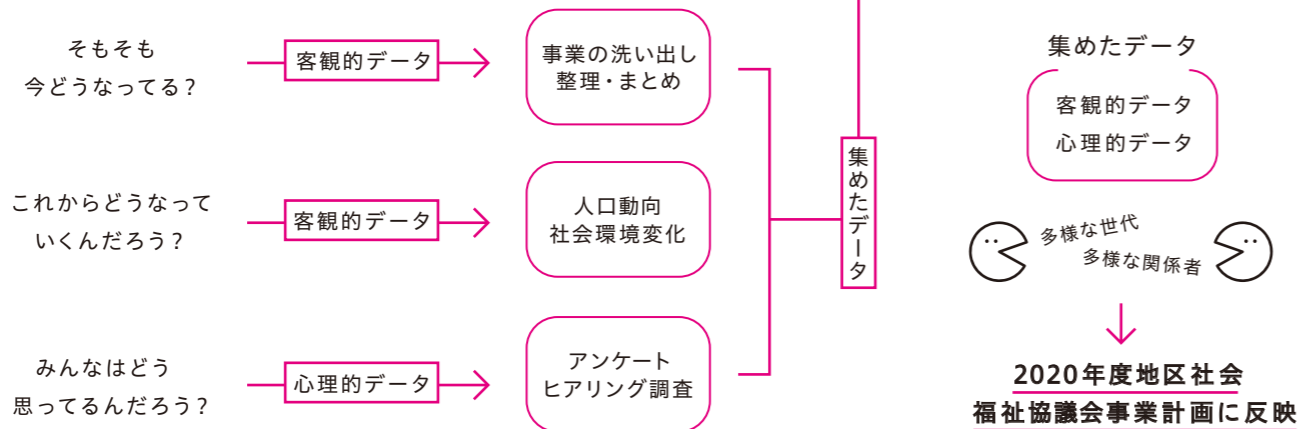 そもそも
今どうなってる？
客観的データ
事業の洗い出し
整理・まとめ
これからどうなって
いくんだろう？
客観的データ
人口動向
社会環境変化
みんなはどう
思ってるんだろう？
心理的データ
アンケート
ヒアリング調査
集めたデータ
集めたデータ
客観的データ
心理的データ
多様な世代
多様な関係者
2020年度地区社会
福祉協議会事業計画に反映